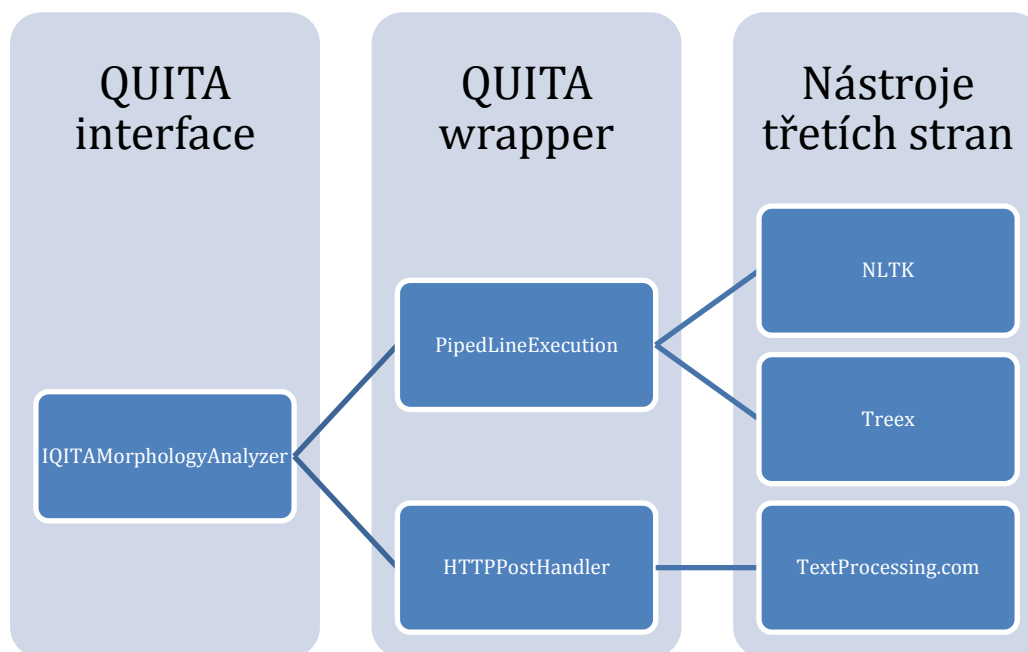 QUITA
interface
IQITAMorphologyAnalyzer
QUITA
wrapper
PipedLineExecution
HTTPPostHandler
Nástroje
třetích stran
NLTK
Treex
TextProcessing.com